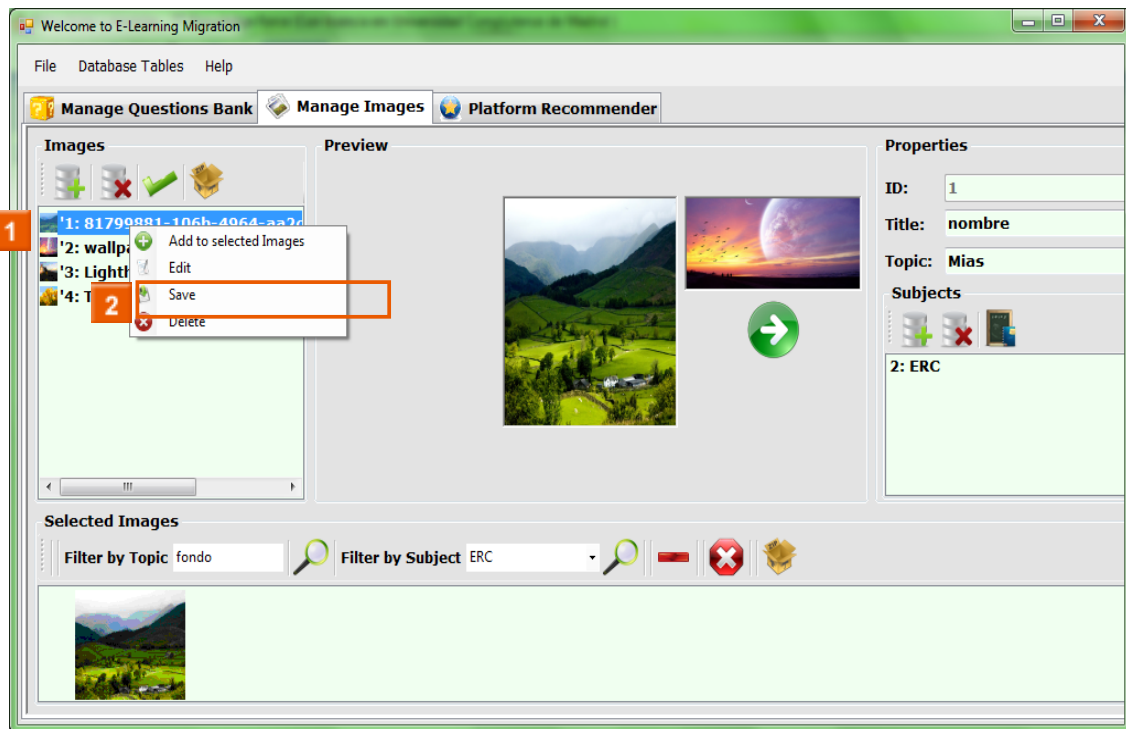 Welcome to E-Learning Migration
File Database Tables Help
Manage Questions Bank Manage Images Platform Recommender
Images
Preview
Properties
ID: 1
Title: nombre
Topic: Mias
Subjects
2: ERC
1
'1: 81799881-106b-4964-aa2c
'2: wallpa
'3: Lighth
'4: T
Add to selected Images
Edit
2
Save
Delete
Selected Images
Filter by Topic fondo Filter by Subject ERC